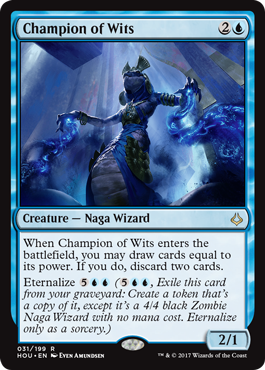 Champion of Wits 2
Creature — Naga Wizard
When Champion of Wits enters the
battlefield, you may draw cards equal to
its power. If you do, discard two cards.
Eternalize 5 (5, Exile this card
from your graveyard: Create a token that's
a copy of it, except it's a 4/4 black Zombie
Naga Wizard with no mana cost. Eternalize
only as a sorcery.)
2/1
031/199 R
HOU • EN Even Amundsen
™ & © 2017 Wizards of the Coast